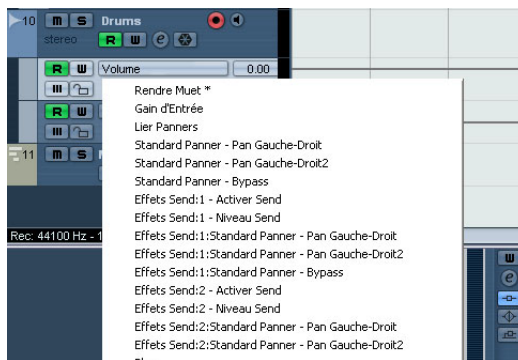 10 m S Drums
stereo R W e
R W Volume 0.00
Rendre Muet *
Gain d'Entrée
R W
Lier Panners
Standard Panner - Pan Gauche-Droit
11 m S
Standard Panner - Pan Gauche-Droit2
Standard Panner - Bypass
Effets Send:1 - Activer Send
Effets Send:1 - Niveau Send
Rec: 44100 Hz - 1
Effets Send:1:Standard Panner - Pan Gauche-Droit
Effets Send:1:Standard Panner - Pan Gauche-Droit2
W
Effets Send:1:Standard Panner - Bypass
e
Effets Send:2 - Activer Send
Effets Send:2 - Niveau Send
Effets Send:2:Standard Panner - Pan Gauche-Droit
Effets Send:2:Standard Panner - Pan Gauche-Droit2